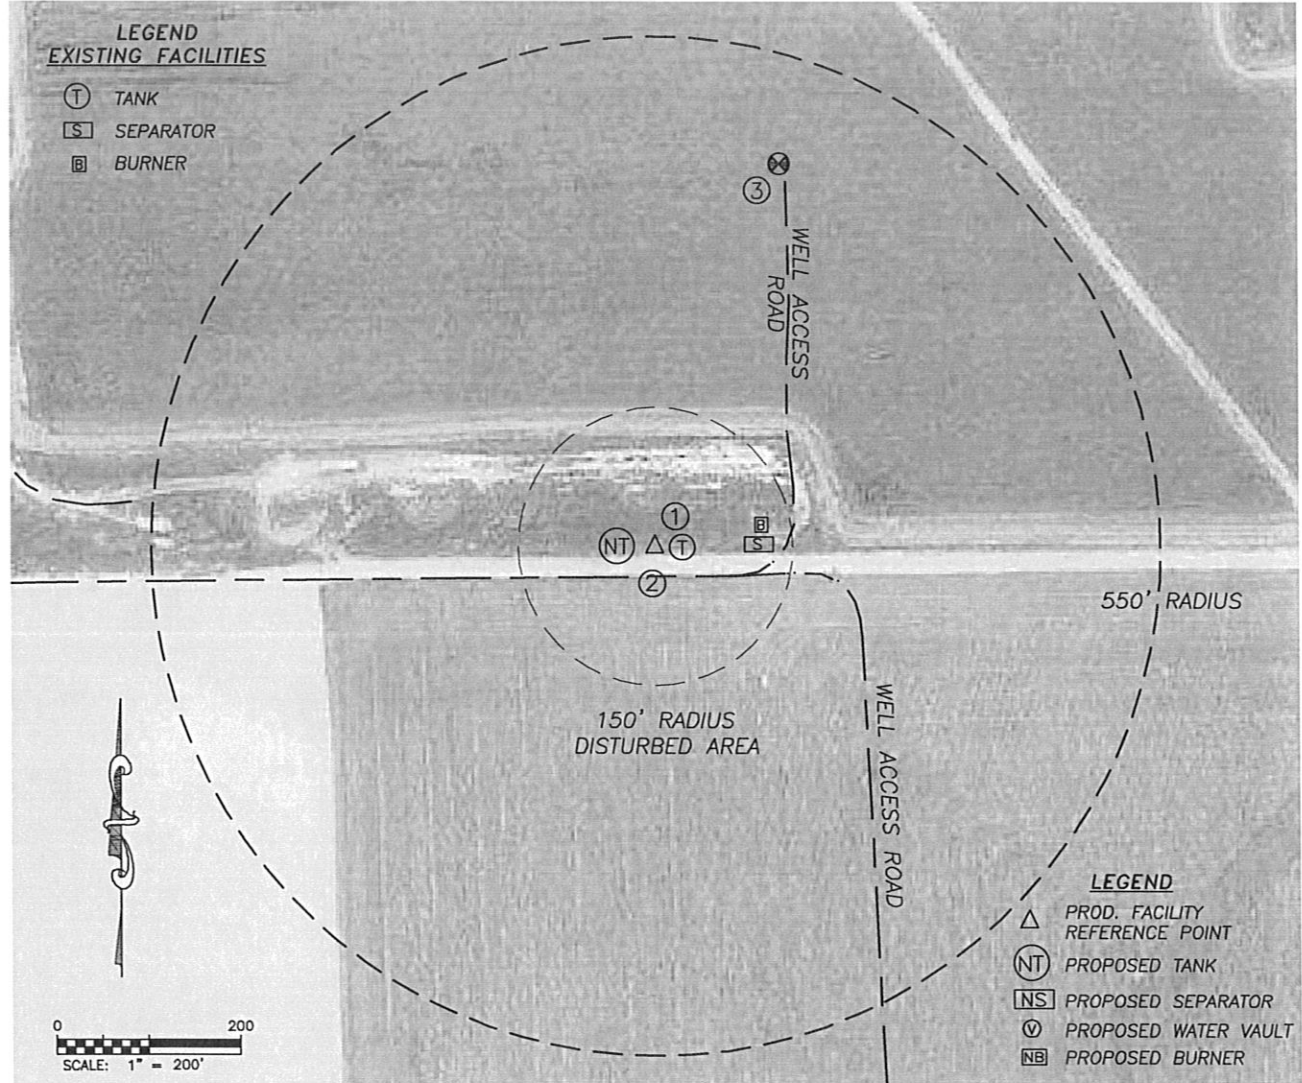 LEGEND
EXISTING FACILITIES
T TANK
S SEPARATOR
B BURNER
3
WELL ACCESS
ROAD
1
B
NT T S
2
550' RADIUS
150' RADIUS
DISTURBED AREA
WELL ACCESS ROAD
LEGEND
PROD. FACILITY
REFERENCE POINT
NT PROPOSED TANK
NS PROPOSED SEPARATOR
V PROPOSED WATER VAULT
NB PROPOSED BURNER
0 200
SCALE: 1" = 200'